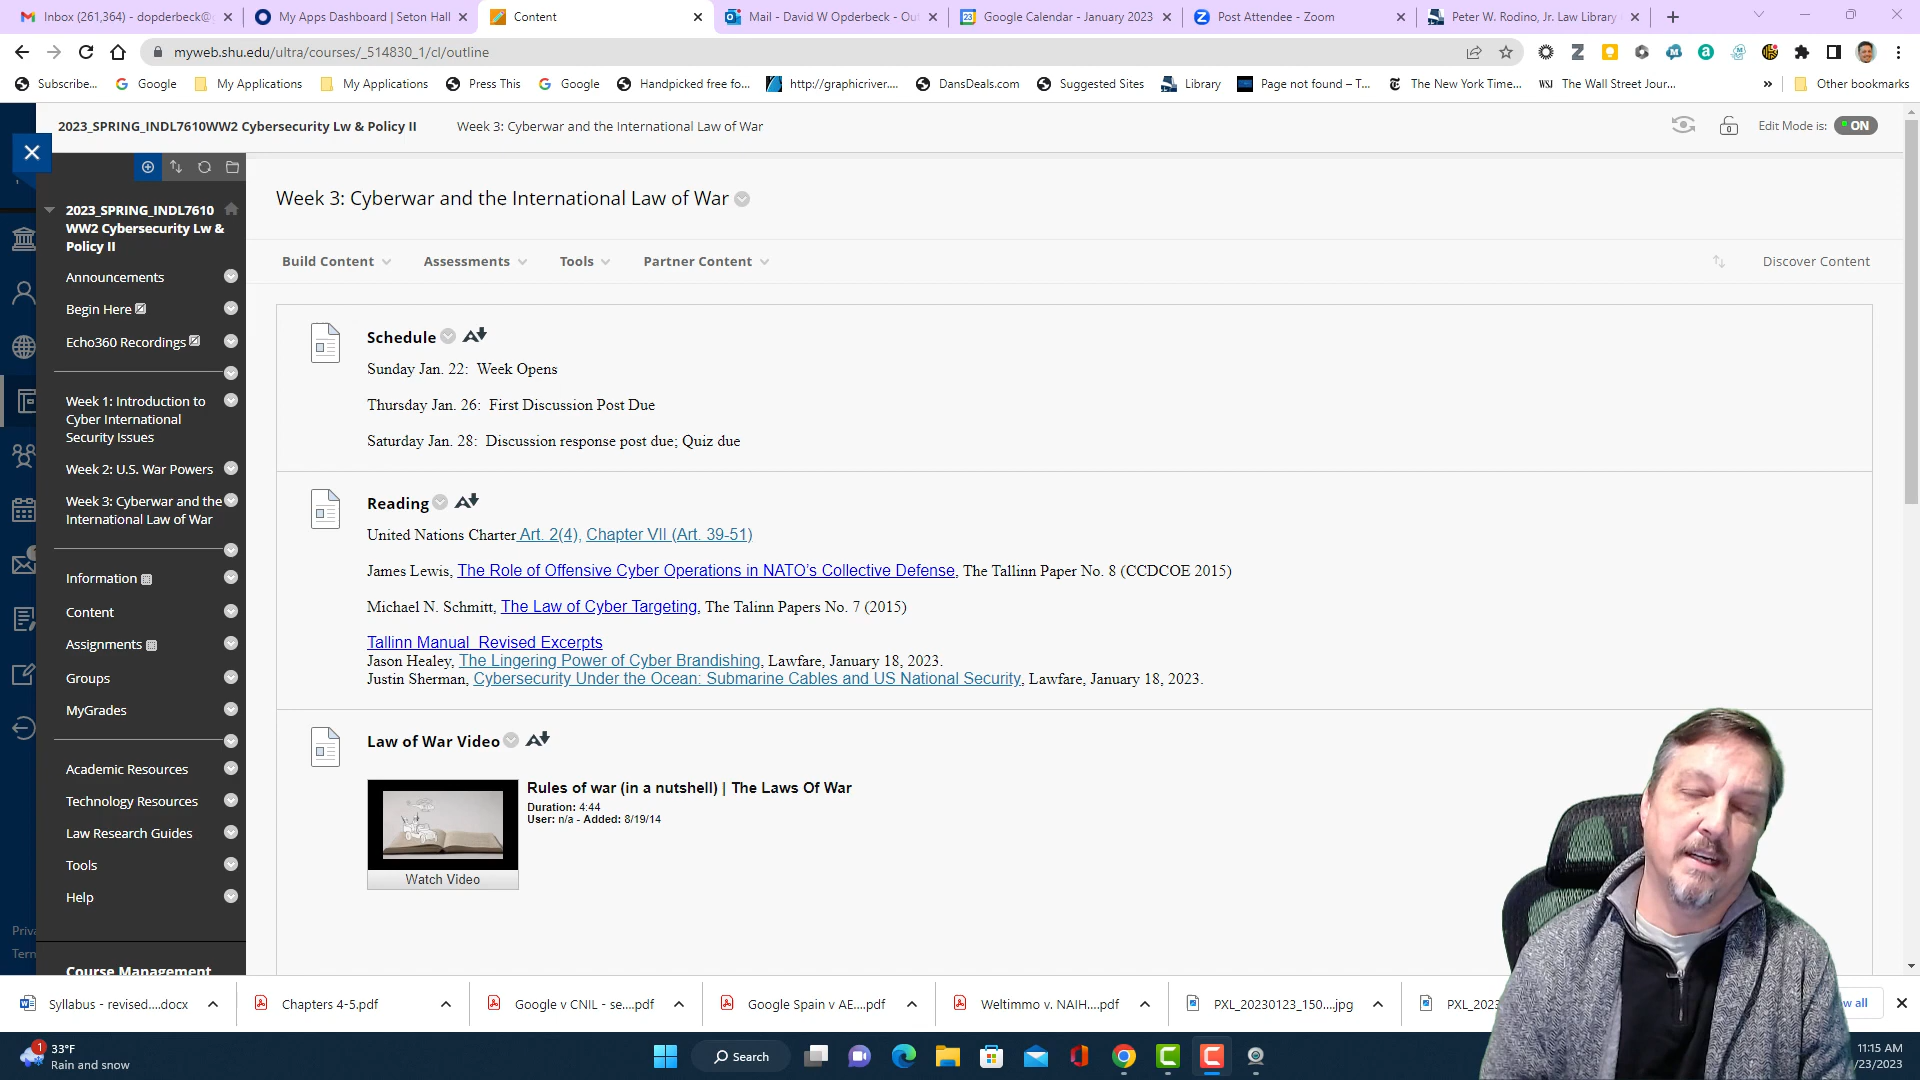 Inbox (261,364) - dopderbeck@
My Apps Dashboard | Seton Hall
Content
Mail - David W Opderbeck - Out
Google Calendar - January 2023
Post Attendee - Zoom
Peter W. Rodino, Jr. Law Library
myweb.shu.edu/ultra/courses/_514830_1/cl/outline
Subscribe...
Google
My Applications
My Applications
Press This
Google
Handpicked free fo...
http://graphicriver....
DansDeals.com
Suggested Sites
Library
Page not found – T...
The New York Time...
WSJ The Wall Street Jour...
»
Other bookmarks
2023_SPRING_INDL7610WW2 Cybersecurity Lw & Policy II
Week 3: Cyberwar and the International Law of War
Edit Mode is: ON
2023_SPRING_INDL7610
WW2 Cybersecurity Lw &
Policy II
Announcements
Begin Here
Echo360 Recordings
Week 1: Introduction to
Cyber International
Security Issues
Week 2: U.S. War Powers
Week 3: Cyberwar and the
International Law of War
Information
Content
Assignments
Groups
MyGrades
Academic Resources
Technology Resources
Law Research Guides
Tools
Help
Priva
Term
Course Management
Week 3: Cyberwar and the International Law of War
Build Content
Assessments
Tools
Partner Content
Discover Content
Schedule
Sunday Jan. 22: Week Opens
Thursday Jan. 26: First Discussion Post Due
Saturday Jan. 28: Discussion response post due; Quiz due
Reading
United Nations Charter Art. 2(4), Chapter VII (Art. 39-51)
James Lewis, The Role of Offensive Cyber Operations in NATO's Collective Defense, The Tallinn Paper No. 8 (CCDCOE 2015)
Michael N. Schmitt, The Law of Cyber Targeting, The Talinn Papers No. 7 (2015)
Tallinn Manual_Revised Excerpts
Jason Healey, The Lingering Power of Cyber Brandishing, Lawfare, January 18, 2023.
Justin Sherman, Cybersecurity Under the Ocean: Submarine Cables and US National Security, Lawfare, January 18, 2023.
Law of War Video
Rules of war (in a nutshell) | The Laws Of War
Duration: 4:44
User: n/a - Added: 8/19/14
Watch Video
Syllabus - revised....docx
Chapters 4-5.pdf
Google v CNIL - se....pdf
Google Spain v AE....pdf
Weltimmo v. NAIH....pdf
PXL_20230123_150....jpg
PXL_202
w all
1
33°F
Rain and snow
Search
11:15 AM
/23/2023